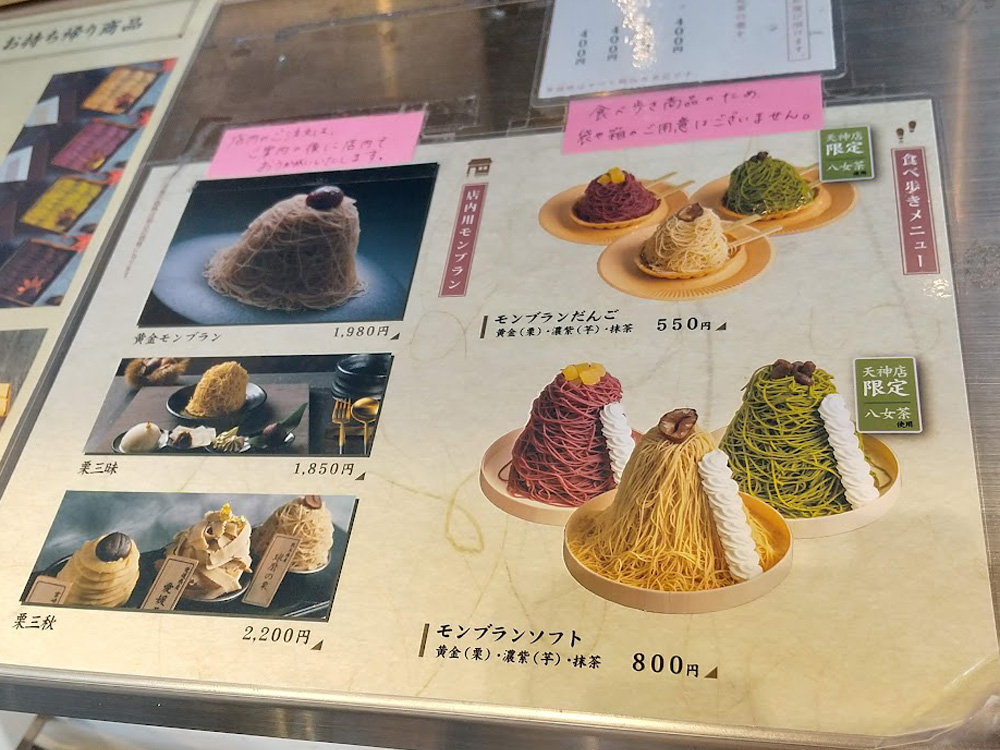 お持ち帰り商品
400円
400円
400円
店内のご注文は、
ご案内の後に店内で
おうかがいいたします。
食べ歩き商品のため、
袋や箱のご用意はございません。
店内用モンブラン
食べ歩きメニュー
天神店
限定
八女茶
使用
黄金モンブラン
1,980円
モンブランだんご
黄金(栗)・濃紫(芋)・抹茶 550円
栗三昧
1,850円
天神店
限定
八女茶
使用
愛媛
栗三秋
2,200円
モンブランソフト
黄金(栗)・濃紫(芋)・抹茶 800円